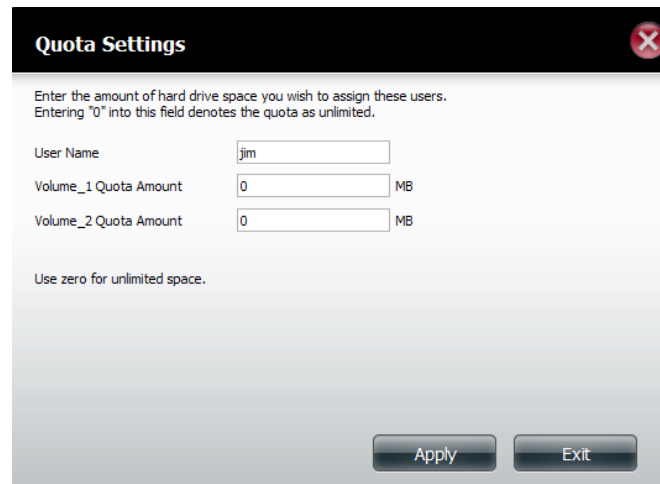 Quota Settings
Enter the amount of hard drive space you wish to assign these users.
Entering "0" into this field denotes the quota as unlimited.
User Name jim
Volume_1 Quota Amount 0 MB
Volume_2 Quota Amount 0 MB
Use zero for unlimited space.
Apply Exit